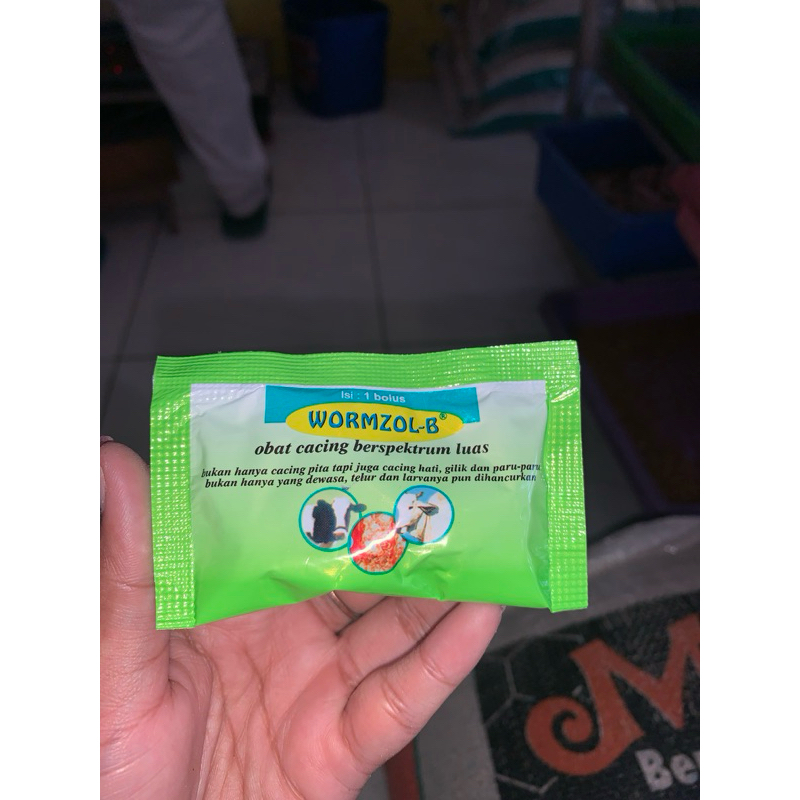 Isi : 1 bolus
WORMZOL-B®
obat cacing berspektrum luas
bukan hanya cacing pita tapi juga cacing hati, gilik dan paru-paru
bukan hanya yang dewasa, telur dan larvanya pun dihancurkan
M
Be